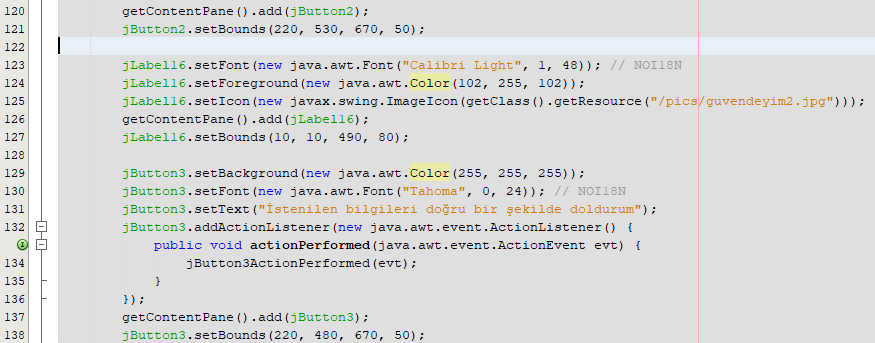 120 getContentPane().add(jButton2);
121 jButton2.setBounds(220, 530, 670, 50);
122
123 jLabel16.setFont(new java.awt.Font("Calibri Light", 1, 48)); // NOI18N
124 jLabel16.setForeground(new java.awt.Color(102, 255, 102));
125 jLabel16.setIcon(new javax.swing.ImageIcon(getClass().getResource("/pics/guvendeyim2.jpg")));
126 getContentPane().add(jLabel16);
127 jLabel16.setBounds(10, 10, 490, 80);
128
129 jButton3.setBackground(new java.awt.Color(255, 255, 255));
130 jButton3.setFont(new java.awt.Font("Tahoma", 0, 24)); // NOI18N
131 jButton3.setText("İstenilen bilgileri doğru bir şekilde doldurum");
132 jButton3.addActionListener(new java.awt.event.ActionListener() {
public void actionPerformed(java.awt.event.ActionEvent evt) {
134 jButton3ActionPerformed(evt);
135 }
136 });
137 getContentPane().add(jButton3);
138 jButton3.setBounds(220, 480, 670, 50);